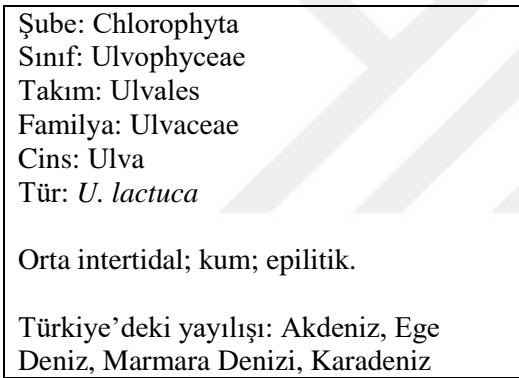 Şube: Chlorophyta
Sınıf: Ulvophyceae
Takım: Ulvales
Familya: Ulvaceae
Cins: Ulva
Tür: U. lactuca
Orta intertidal; kum; epilitik.
Türkiye’deki yayılışı: Akdeniz, Ege
Deniz, Marmara Denizi, Karadeniz